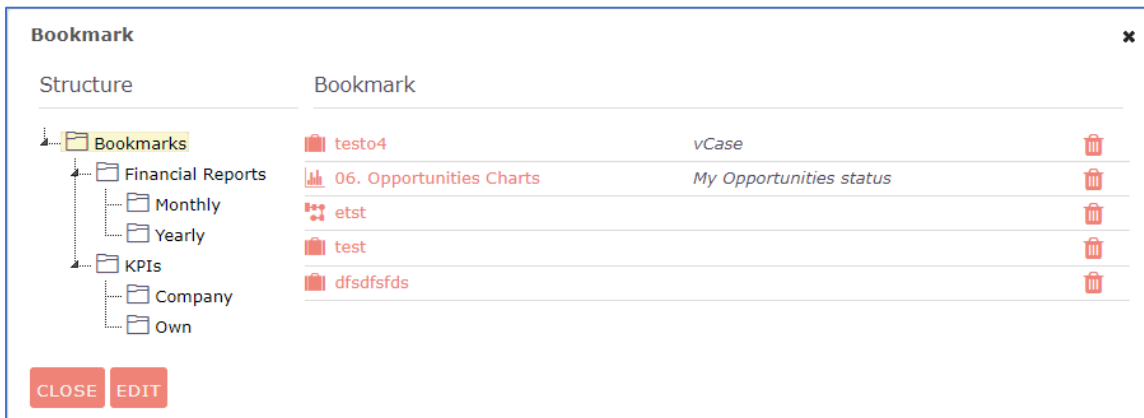 Bookmark
Structure
Bookmark
Bookmarks
Financial Reports
Monthly
Yearly
KPIs
Company
Own
testo4 vCase
06. Opportunities Charts My Opportunities status
etst
test
dfsdfsfds
CLOSE EDIT